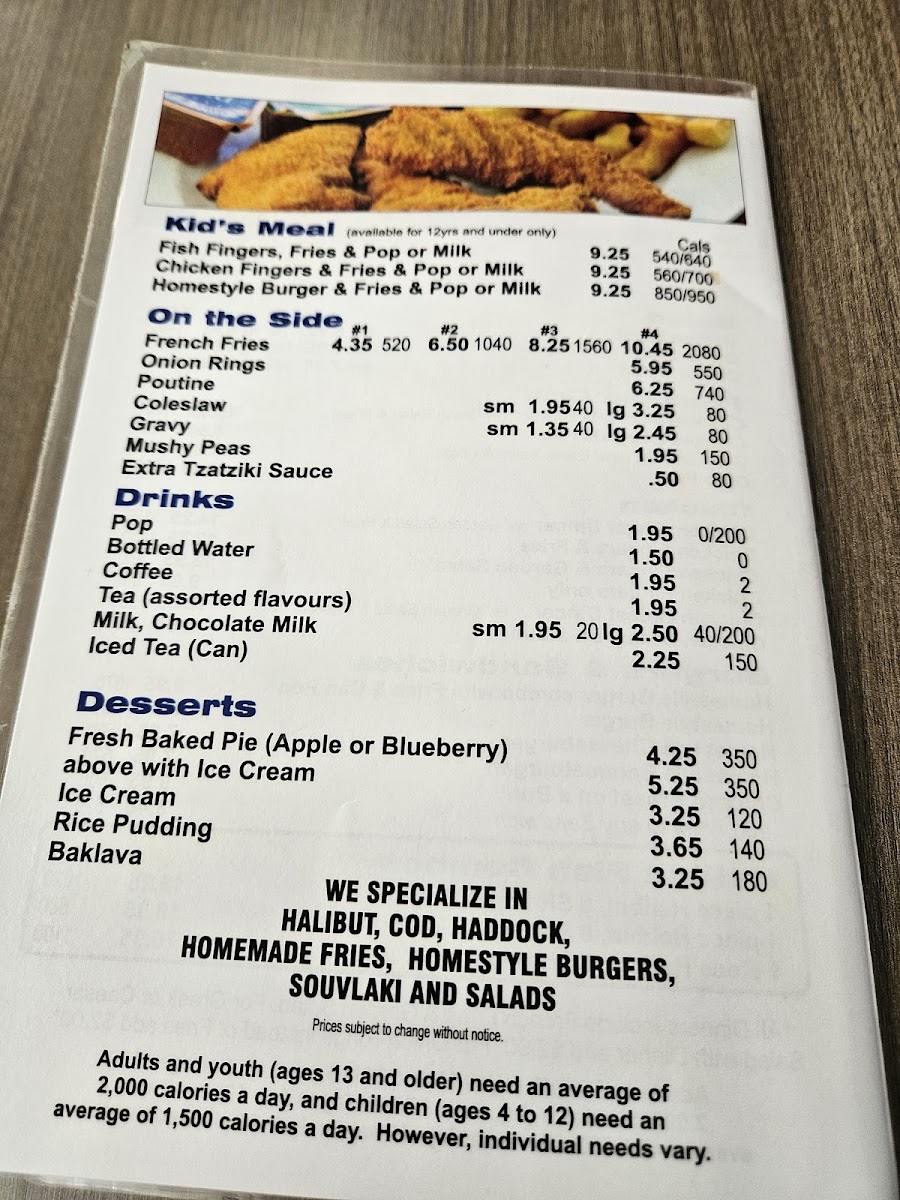 Kid's Meal (available for 12yrs and under only)
Cals
Fish Fingers, Fries & Pop or Milk 9.25 540/640
Chicken Fingers & Fries & Pop or Milk 9.25 560/700
Homestyle Burger & Fries & Pop or Milk 9.25 850/950
On the Side
#1 #2 #3 #4
French Fries 4.35 520 6.50 1040 8.25 1560 10.45 2080
Onion Rings 5.95 550
Poutine 6.25 740
Coleslaw sm 1.95 40 lg 3.25 80
Gravy sm 1.35 40 lg 2.45 80
Mushy Peas 1.95 150
Extra Tzatziki Sauce .50 80
Drinks
Pop 1.95 0/200
Bottled Water 1.50 0
Coffee 1.95 2
Tea (assorted flavours) 1.95 2
Milk, Chocolate Milk sm 1.95 20 lg 2.50 40/200
Iced Tea (Can) 2.25 150
Desserts
Fresh Baked Pie (Apple or Blueberry) 4.25 350
above with Ice Cream 5.25 350
Ice Cream 3.25 120
Rice Pudding 3.65 140
Baklava 3.25 180
WE SPECIALIZE IN
HALIBUT, COD, HADDOCK,
HOMEMADE FRIES, HOMESTYLE BURGERS,
SOUVLAKI AND SALADS
Prices subject to change without notice.
Adults and youth (ages 13 and older) need an average of
2,000 calories a day, and children (ages 4 to 12) need an
average of 1,500 calories a day. However, individual needs vary.